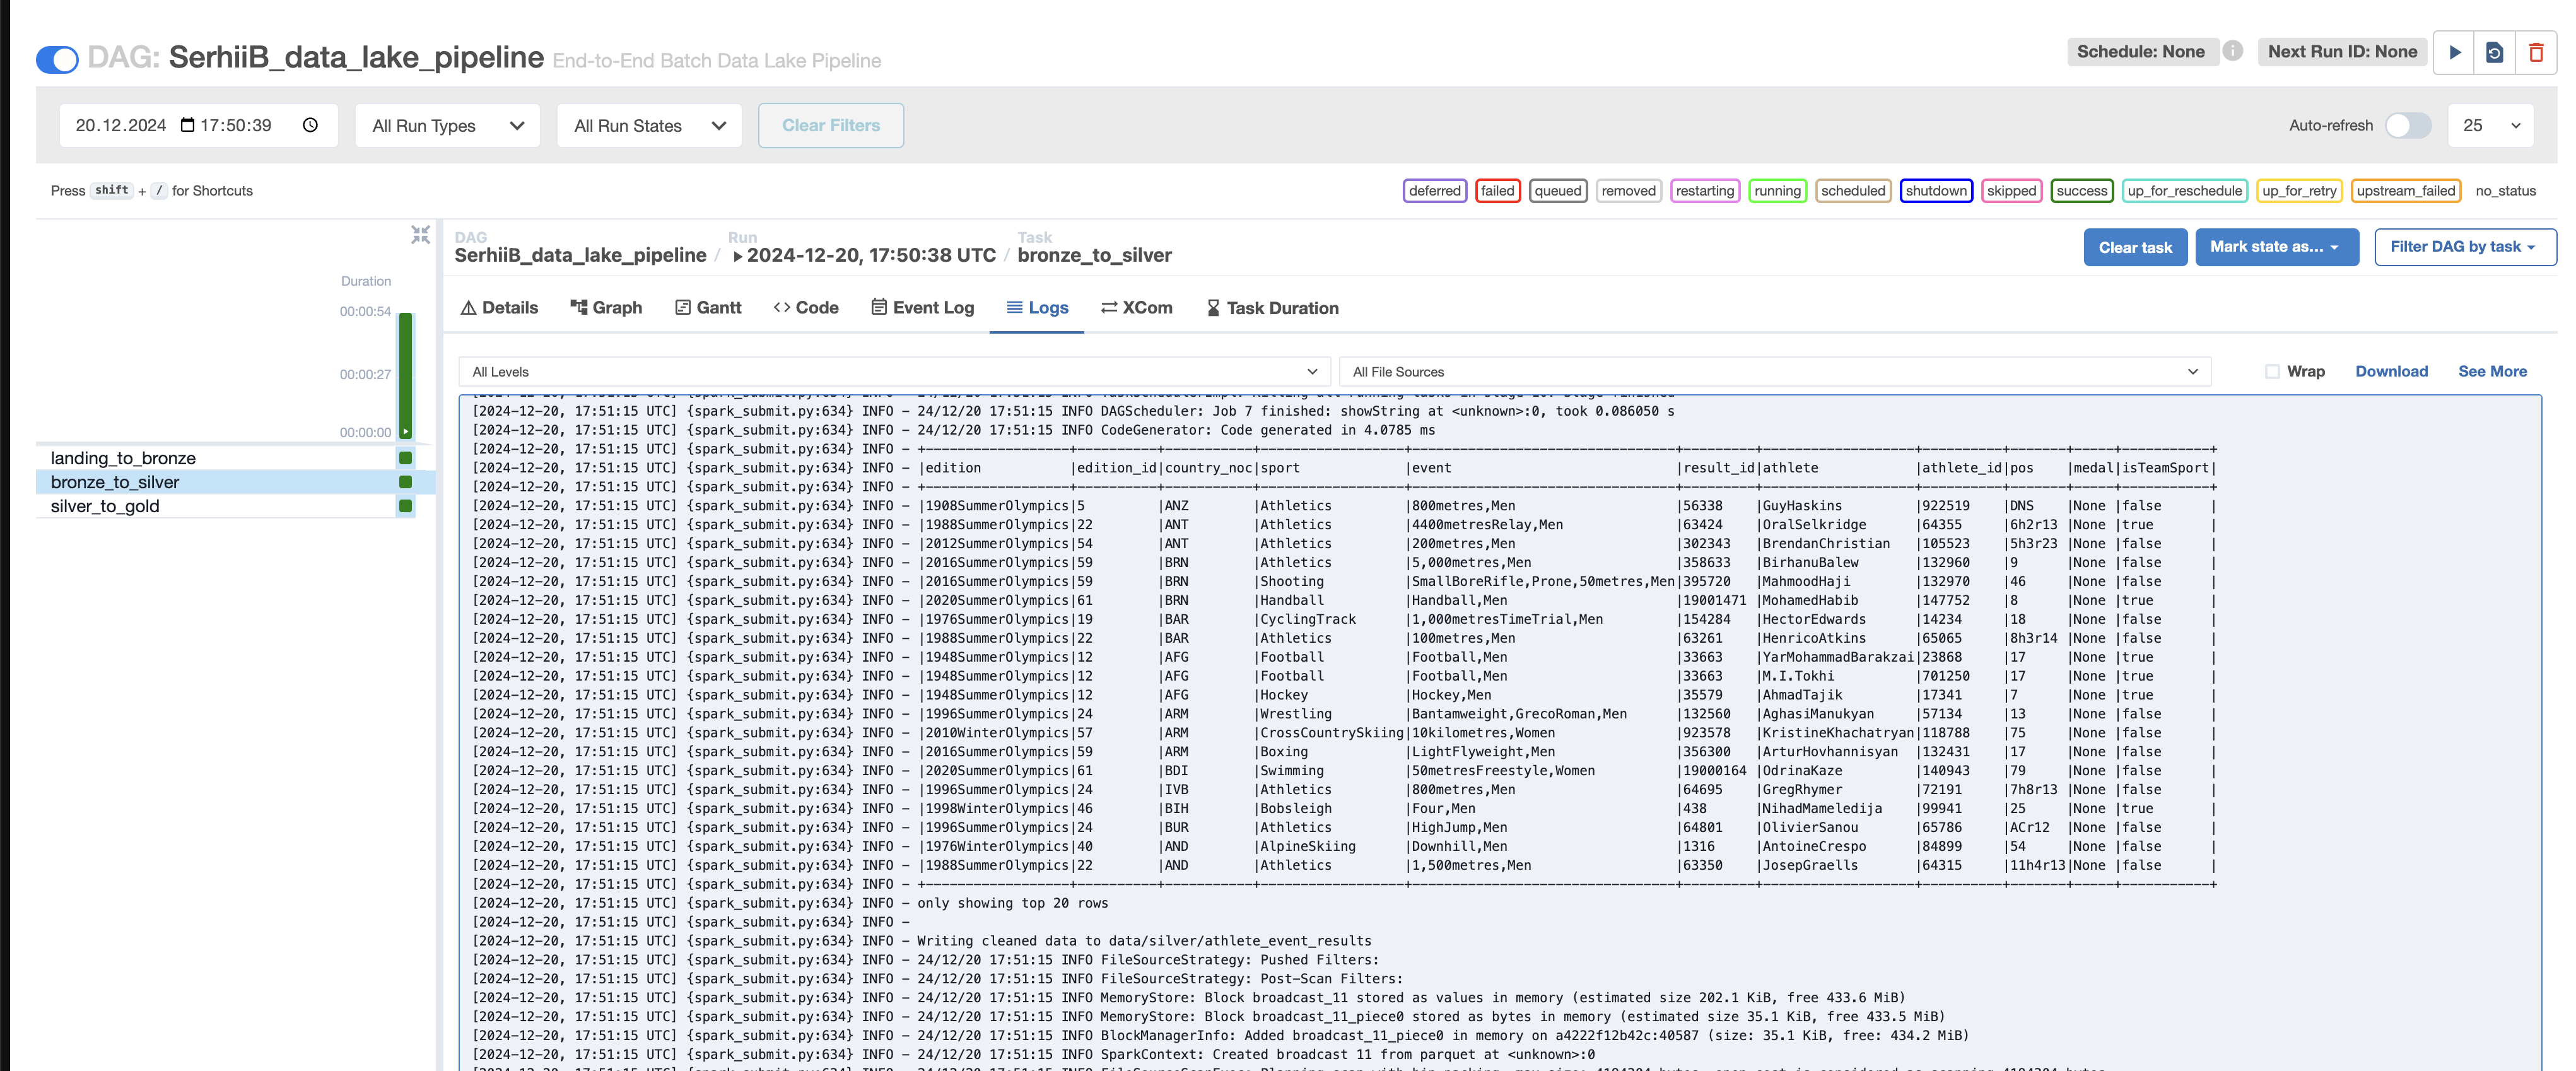 DAG: SerhiiB_data_lake_pipeline End-to-End Batch Data Lake Pipeline
Schedule: None Next Run ID: None
20.12.2024 17:50:39 All Run Types All Run States Clear Filters
Auto-refresh 25
Press shift + / for Shortcuts
deferred failed queued removed restarting running scheduled shutdown skipped success up_for_reschedule up_for_retry upstream_failed no_status
DAG Run Task
SerhiiB_data_lake_pipeline / 2024-12-20, 17:50:38 UTC / bronze_to_silver
Clear task Mark state as... Filter DAG by task
Duration
00:00:54
00:00:27
00:00:00
landing_to_bronze
bronze_to_silver
silver_to_gold
Details Graph Gantt Code Event Log Logs XCom Task Duration
All Levels All File Sources Wrap Download See More
[2024-12-20, 17:51:15 UTC] {spark_submit.py:634} INFO - 24/12/20 17:51:15 INFO DAGScheduler: Job 7 finished: showString at <unknown>:0, took 0.086050 s
[2024-12-20, 17:51:15 UTC] {spark_submit.py:634} INFO - 24/12/20 17:51:15 INFO CodeGenerator: Code generated in 4.0785 ms
[2024-12-20, 17:51:15 UTC] {spark_submit.py:634} INFO - +-------------------+----------+-----------+-----------------+--------------------------------+---------+-------------------+----------+-------+-----+-----------+
[2024-12-20, 17:51:15 UTC] {spark_submit.py:634} INFO - |edition |edition_id|country_noc|sport |event |result_id|athlete |athlete_id|pos |medal|isTeamSport|
[2024-12-20, 17:51:15 UTC] {spark_submit.py:634} INFO - +-------------------+----------+-----------+-----------------+--------------------------------+---------+-------------------+----------+-------+-----+-----------+
[2024-12-20, 17:51:15 UTC] {spark_submit.py:634} INFO - |1908SummerOlympics|5 |ANZ |Athletics |800metres,Men |56338 |GuyHaskins |922519 |DNS |None |false |
[2024-12-20, 17:51:15 UTC] {spark_submit.py:634} INFO - |1988SummerOlympics|22 |ANT |Athletics |4400metresRelay,Men |63424 |OralSelkridge |64355 |6h2r13 |None |true |
[2024-12-20, 17:51:15 UTC] {spark_submit.py:634} INFO - |2012SummerOlympics|54 |ANT |Athletics |200metres,Men |302343 |BrendanChristian |105523 |5h3r23 |None |false |
[2024-12-20, 17:51:15 UTC] {spark_submit.py:634} INFO - |2016SummerOlympics|59 |BRN |Athletics |5,000metres,Men |358633 |BirhanuBalew |132960 |9 |None |false |
[2024-12-20, 17:51:15 UTC] {spark_submit.py:634} INFO - |2016SummerOlympics|59 |BRN |Shooting |SmallBoreRifle,Prone,50metres,Men|395720 |MahmoodHaji |132970 |46 |None |false |
[2024-12-20, 17:51:15 UTC] {spark_submit.py:634} INFO - |2020SummerOlympics|61 |BRN |Handball |Handball,Men |19001471 |MohamedHabib |147752 |8 |None |true |
[2024-12-20, 17:51:15 UTC] {spark_submit.py:634} INFO - |1976SummerOlympics|19 |BAR |CyclingTrack |1,000metresTimeTrial,Men |154284 |HectorEdwards |14234 |18 |None |false |
[2024-12-20, 17:51:15 UTC] {spark_submit.py:634} INFO - |1988SummerOlympics|22 |BAR |Athletics |100metres,Men |63261 |HenricoAtkins |65065 |8h3r14 |None |false |
[2024-12-20, 17:51:15 UTC] {spark_submit.py:634} INFO - |1948SummerOlympics|12 |AFG |Football |Football,Men |33663 |YarMohammadBarakzai|23868 |17 |None |true |
[2024-12-20, 17:51:15 UTC] {spark_submit.py:634} INFO - |1948SummerOlympics|12 |AFG |Football |Football,Men |33663 |M.I.Tokhi |701250 |17 |None |true |
[2024-12-20, 17:51:15 UTC] {spark_submit.py:634} INFO - |1948SummerOlympics|12 |AFG |Hockey |Hockey,Men |35579 |AhmadTajik |17341 |7 |None |true |
[2024-12-20, 17:51:15 UTC] {spark_submit.py:634} INFO - |1996SummerOlympics|24 |ARM |Wrestling |Bantamweight,GrecoRoman,Men |132560 |AghasiManukyan |57134 |13 |None |false |
[2024-12-20, 17:51:15 UTC] {spark_submit.py:634} INFO - |2010WinterOlympics|57 |ARM |CrossCountrySkiing|10kilometres,Women |923578 |KristineKhachatryan|118788 |75 |None |false |
[2024-12-20, 17:51:15 UTC] {spark_submit.py:634} INFO - |2016SummerOlympics|59 |ARM |Boxing |LightFlyweight,Men |356300 |ArturHovhannisyan |132431 |17 |None |false |
[2024-12-20, 17:51:15 UTC] {spark_submit.py:634} INFO - |2020SummerOlympics|61 |BDI |Swimming |50metresFreestyle,Women |19000164 |OdrinaKaze |140943 |79 |None |false |
[2024-12-20, 17:51:15 UTC] {spark_submit.py:634} INFO - |1996SummerOlympics|24 |IVB |Athletics |800metres,Men |64695 |GregRhymer |72191 |7h8r13 |None |false |
[2024-12-20, 17:51:15 UTC] {spark_submit.py:634} INFO - |1998WinterOlympics|46 |BIH |Bobsleigh |Four,Men |438 |NihadMameledija |99941 |25 |None |true |
[2024-12-20, 17:51:15 UTC] {spark_submit.py:634} INFO - |1996SummerOlympics|24 |BUR |Athletics |HighJump,Men |64801 |OlivierSanou |65786 |ACr12 |None |false |
[2024-12-20, 17:51:15 UTC] {spark_submit.py:634} INFO - |1976WinterOlympics|40 |AND |AlpineSkiing |Downhill,Men |1316 |AntoineCrespo |84899 |54 |None |false |
[2024-12-20, 17:51:15 UTC] {spark_submit.py:634} INFO - |1988SummerOlympics|22 |AND |Athletics |1,500metres,Men |63350 |JosepGraells |64315 |11h4r13|None |false |
[2024-12-20, 17:51:15 UTC] {spark_submit.py:634} INFO - +-------------------+----------+-----------+-----------------+--------------------------------+---------+-------------------+----------+-------+-----+-----------+
[2024-12-20, 17:51:15 UTC] {spark_submit.py:634} INFO - only showing top 20 rows
[2024-12-20, 17:51:15 UTC] {spark_submit.py:634} INFO -
[2024-12-20, 17:51:15 UTC] {spark_submit.py:634} INFO - Writing cleaned data to data/silver/athlete_event_results
[2024-12-20, 17:51:15 UTC] {spark_submit.py:634} INFO - 24/12/20 17:51:15 INFO FileSourceStrategy: Pushed Filters:
[2024-12-20, 17:51:15 UTC] {spark_submit.py:634} INFO - 24/12/20 17:51:15 INFO FileSourceStrategy: Post-Scan Filters:
[2024-12-20, 17:51:15 UTC] {spark_submit.py:634} INFO - 24/12/20 17:51:15 INFO MemoryStore: Block broadcast_11 stored as values in memory (estimated size 202.1 KiB, free 433.6 MiB)
[2024-12-20, 17:51:15 UTC] {spark_submit.py:634} INFO - 24/12/20 17:51:15 INFO MemoryStore: Block broadcast_11_piece0 stored as bytes in memory (estimated size 35.1 KiB, free 433.5 MiB)
[2024-12-20, 17:51:15 UTC] {spark_submit.py:634} INFO - 24/12/20 17:51:15 INFO BlockManagerInfo: Added broadcast_11_piece0 in memory on a4222f12b42c:40587 (size: 35.1 KiB, free: 434.2 MiB)
[2024-12-20, 17:51:15 UTC] {spark_submit.py:634} INFO - 24/12/20 17:51:15 INFO SparkContext: Created broadcast 11 from parquet at <unknown>:0